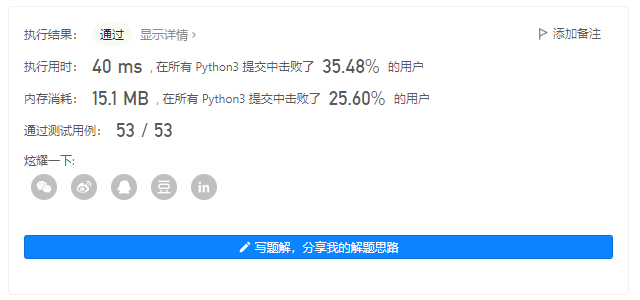 执行结果： 通过 显示详情 > 添加备注
执行用时： 40 ms , 在所有 Python3 提交中击败了 35.48% 的用户
内存消耗： 15.1 MB , 在所有 Python3 提交中击败了 25.60% 的用户
通过测试用例： 53 / 53
炫耀一下:
豆 in
写题解，分享我的解题思路